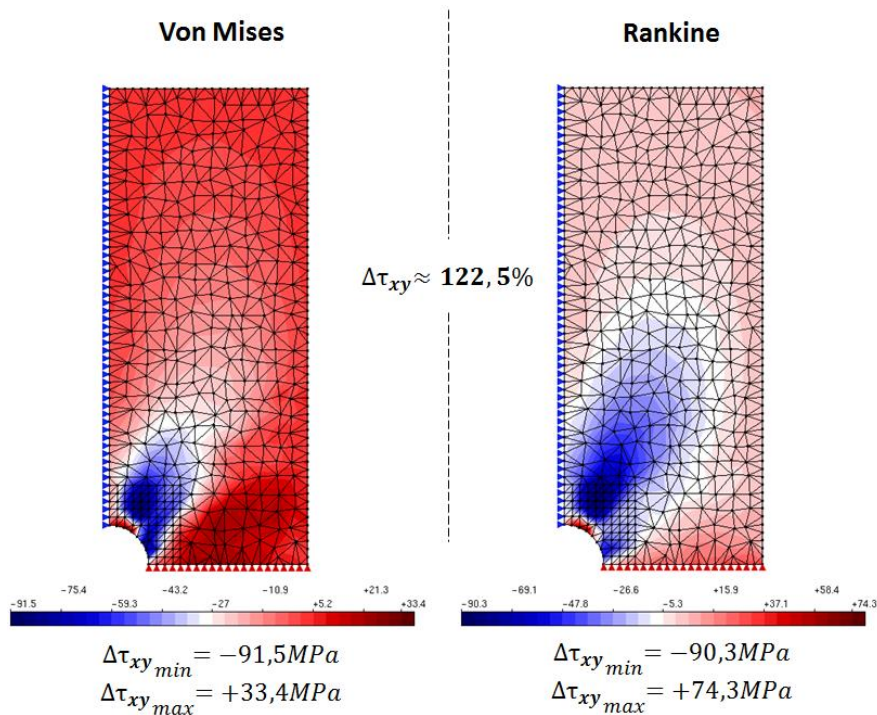 Von Mises
Rankine
Δτxy ≈ 122,5%
−91.5 −75.4 −59.3 −43.2 −27 −10.9 +5.2 +21.3 +33.4
−90.3 −69.1 −47.8 −26.6 −5.3 +15.9 +37.1 +58.4 +74.3
Δτxy min = −91,5MPa
Δτxy max = +33,4MPa
Δτxy min = −90,3MPa
Δτxy max = +74,3MPa